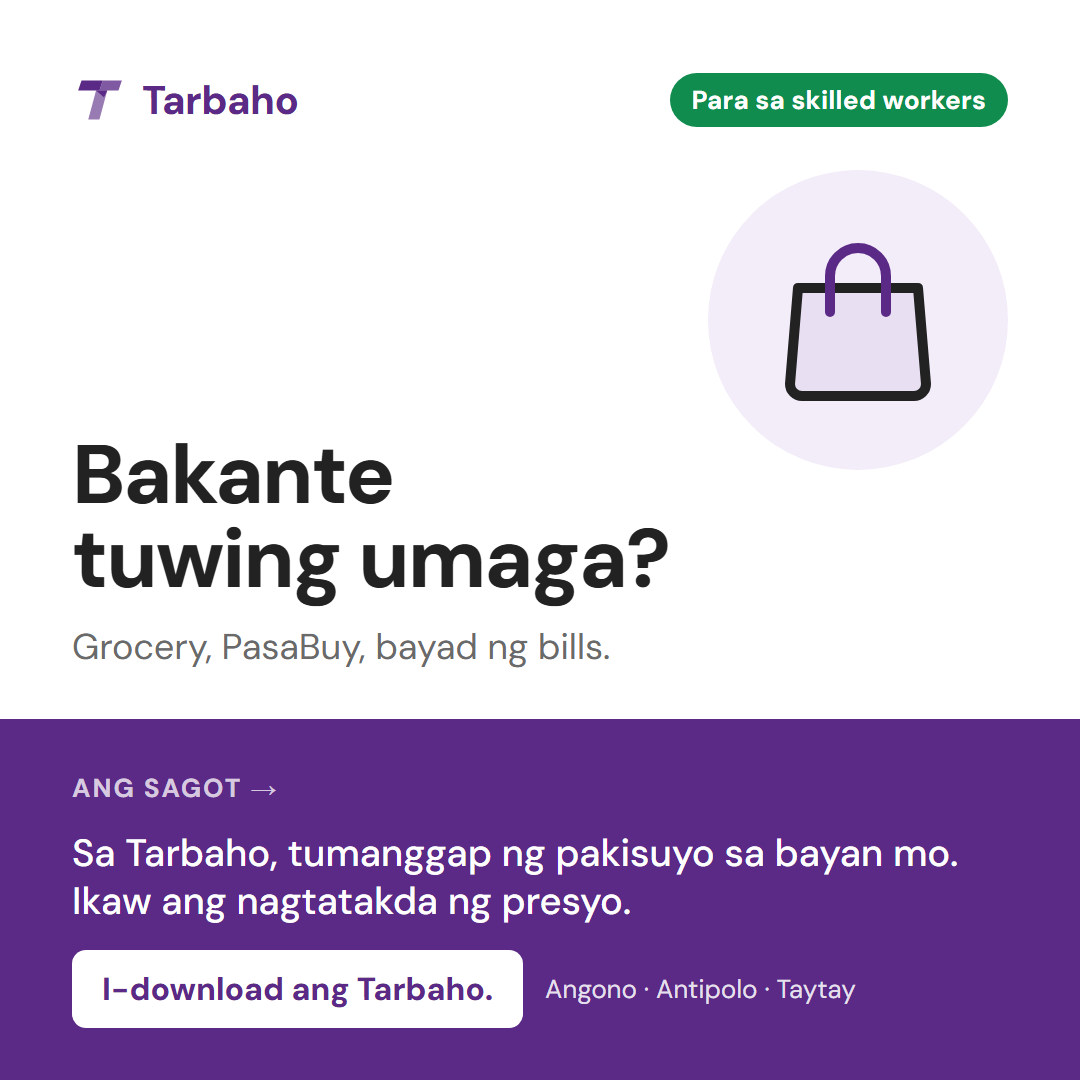 Tarbaho
Para sa skilled workers
Bakante
tuwing umaga?
Grocery, PasaBuy, bayad ng bills.
ANG SAGOT →
Sa Tarbaho, tumanggap ng pakisuyo sa bayan mo.
Ikaw ang nagtatakda ng presyo.
I-download ang Tarbaho.
Angono · Antipolo · Taytay